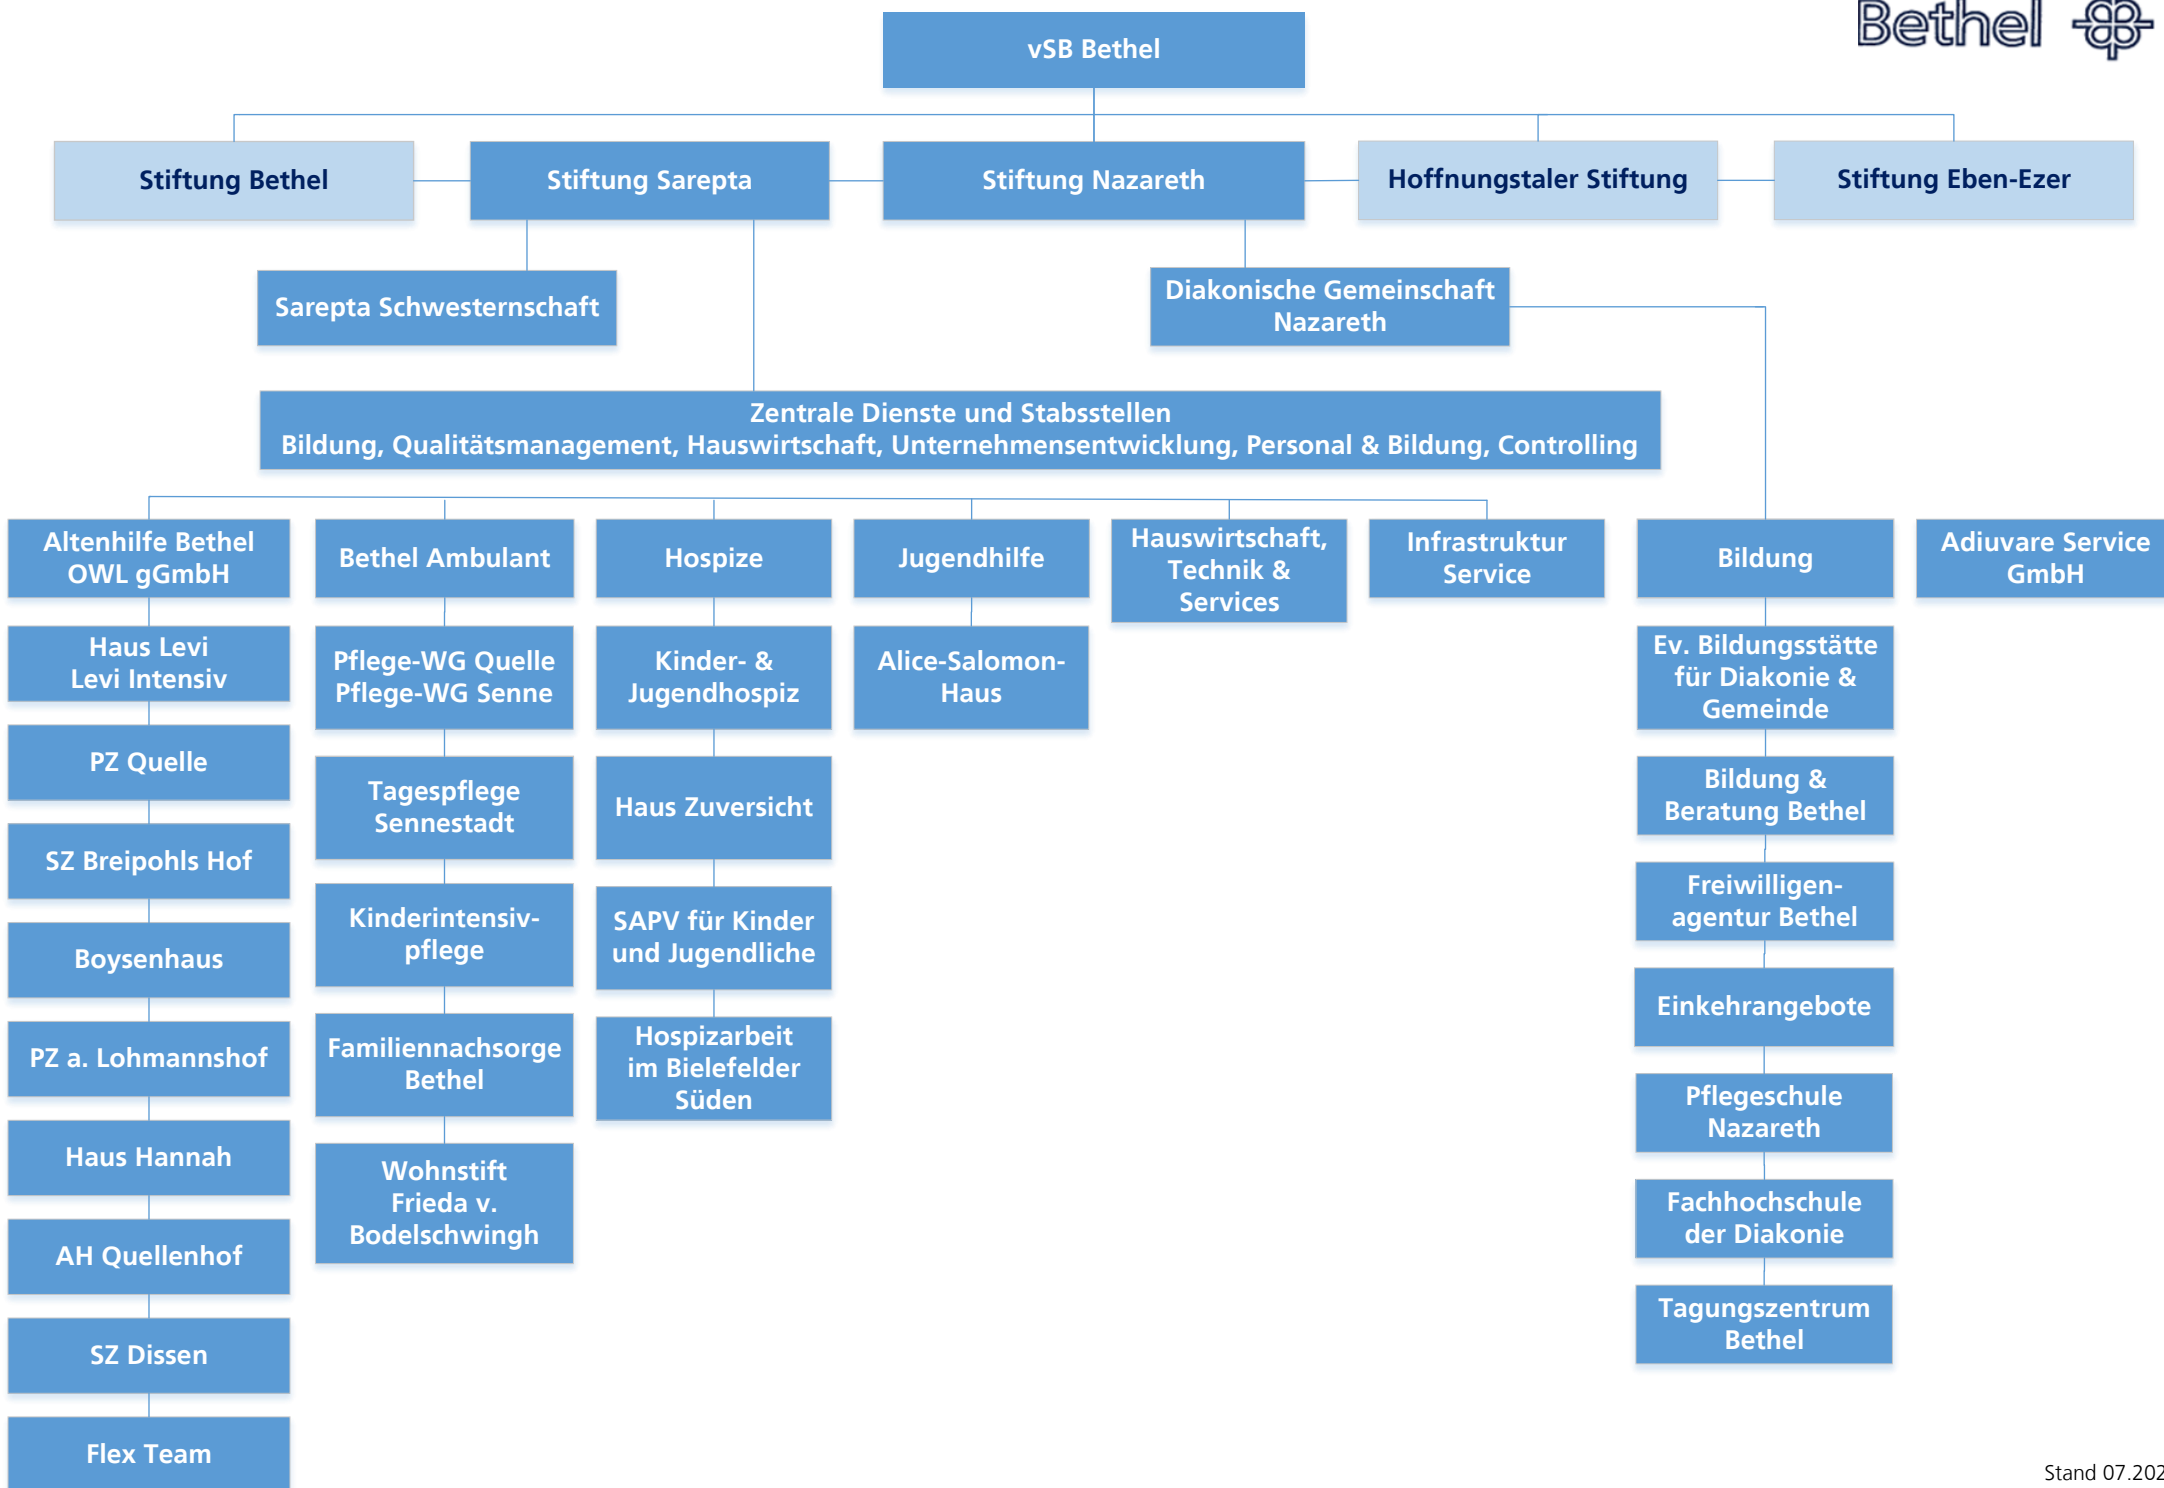 Bethel
vSB Bethel
Stiftung Bethel
Stiftung Sarepta
Stiftung Nazareth
Hoffnungstaler Stiftung
Stiftung Eben-Ezer
Sarepta Schwesternschaft
Diakonische Gemeinschaft
Nazareth
Zentrale Dienste und Stabsstellen
Bildung, Qualitätsmanagement, Hauswirtschaft, Unternehmensentwicklung, Personal & Bildung, Controlling
Altenhilfe Bethel
OWL gGmbH
Haus Levi
Levi Intensiv
PZ Quelle
SZ Breipohls Hof
Boysenhaus
PZ a. Lohmannshof
Haus Hannah
AH Quellenhof
SZ Dissen
Flex Team
Bethel Ambulant
Pflege-WG Quelle
Pflege-WG Senne
Tagespflege
Sennestadt
Kinderintensiv-
pflege
Familiennachsorge
Bethel
Wohnstift
Frieda v.
Bodelschwingh
Hospize
Kinder- &
Jugendhospiz
Haus Zuversicht
SAPV für Kinder
und Jugendliche
Hospizarbeit
im Bielefelder
Süden
Jugendhilfe
Alice-Salomon-
Haus
Hauswirtschaft,
Technik &
Services
Infrastruktur
Service
Bildung
Ev. Bildungsstätte
für Diakonie &
Gemeinde
Bildung &
Beratung Bethel
Freiwilligen-
agentur Bethel
Einkehrangebote
Pflegeschule
Nazareth
Fachhochschule
der Diakonie
Tagungszentrum
Bethel
Adiuvare Service
GmbH
Stand 07.202